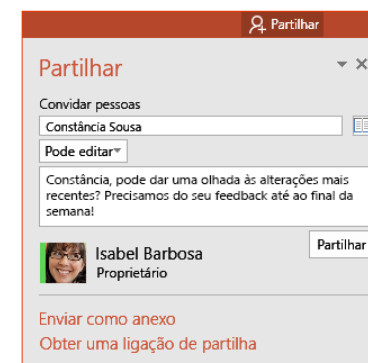 Partilhar
Partilhar
Convidar pessoas
Constância Sousa
Pode editar
Constância, pode dar uma olhada às alterações mais
recentes? Precisamos do seu feedback até ao final da
semana!
Partilhar
Isabel Barbosa
Proprietário
Enviar como anexo
Obter uma ligação de partilha